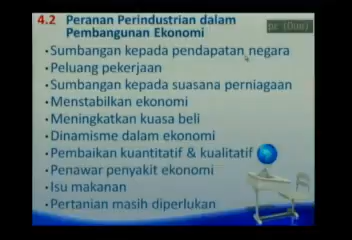 4.2 Peranan Perindustrian dalam
Pembangunan Ekonomi
• Sumbangan kepada pendapatan negara
• Peluang pekerjaan
• Sumbangan kepada suasana perniagaan
• Menstabilkan ekonomi
• Meningkatkan kuasa beli
• Dinamisme dalam ekonomi
• Pembaikan kuantitatif & kualitatif
• Penawar penyakit ekonomi
• Isu makanan
• Pertanian masih diperlukan